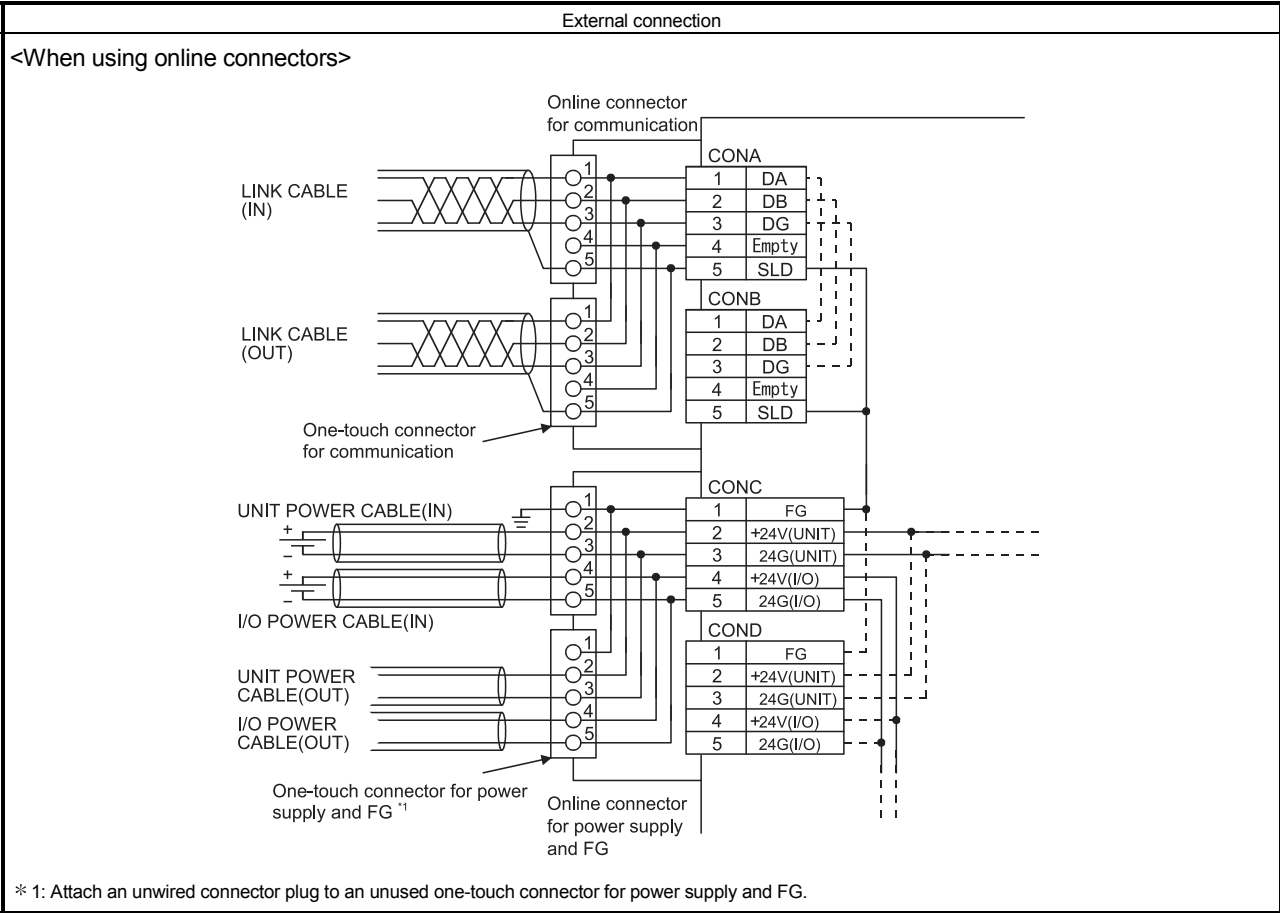 External connection
<When using online connectors>
Online connector
for communication
LINK CABLE
(IN)
1
2
3
4
5
CONA
1 DA
2 DB
3 DG
4 Empty
5 SLD
LINK CABLE
(OUT)
1
2
3
4
5
CONB
1 DA
2 DB
3 DG
4 Empty
5 SLD
One-touch connector
for communication
UNIT POWER CABLE(IN)
+
−
+
−
I/O POWER CABLE(IN)
1
2
3
4
5
CONC
1 FG
2 +24V(UNIT)
3 24G(UNIT)
4 +24V(I/O)
5 24G(I/O)
UNIT POWER
CABLE(OUT)
I/O POWER
CABLE(OUT)
1
2
3
4
5
COND
1 FG
2 +24V(UNIT)
3 24G(UNIT)
4 +24V(I/O)
5 24G(I/O)
One-touch connector for power
supply and FG *1
Online connector
for power supply
and FG
＊1: Attach an unwired connector plug to an unused one-touch connector for power supply and FG.